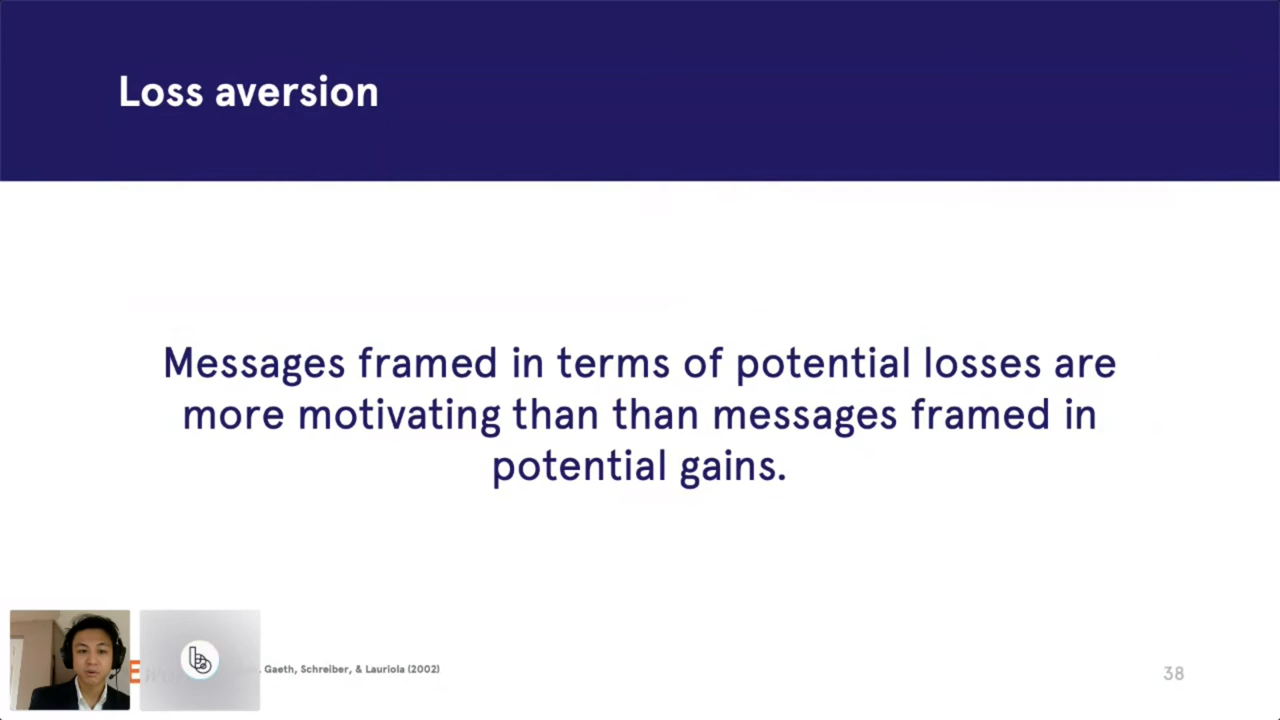 Loss aversion
Messages framed in terms of potential losses are
more motivating than than messages framed in
potential gains.
Gaeth, Schreiber, & Lauriola (2002)
38